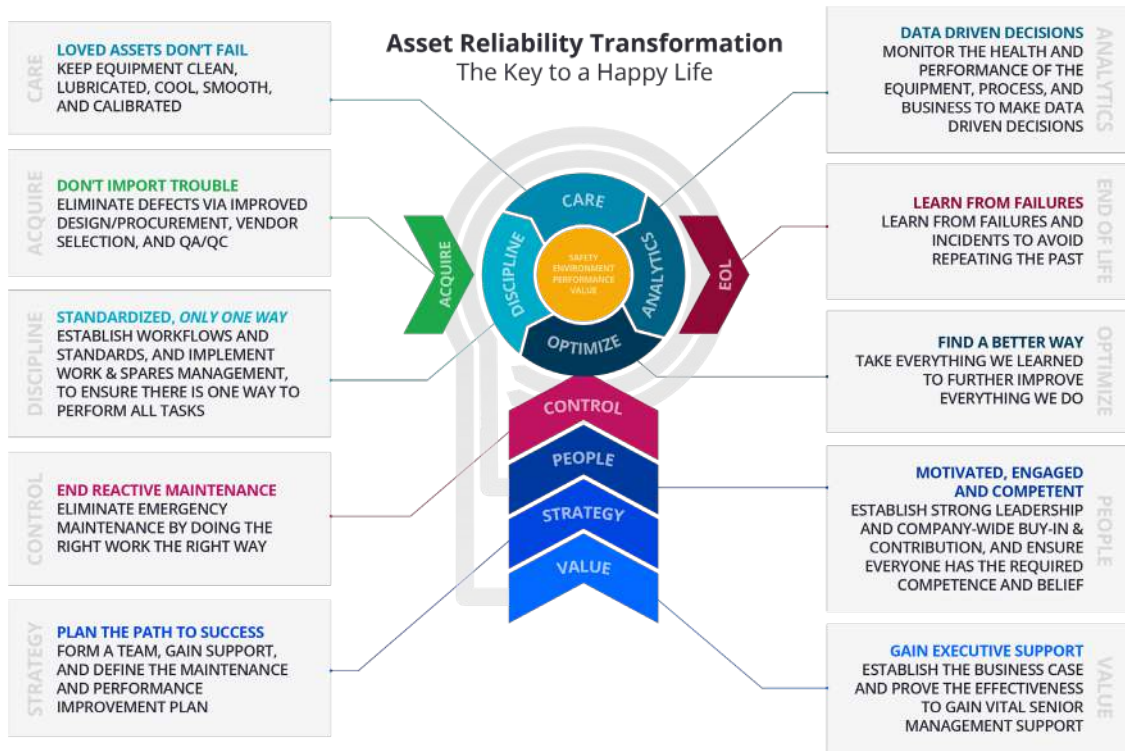 Asset Reliability Transformation
The Key to a Happy Life
CARE
LOVED ASSETS DON'T FAIL
KEEP EQUIPMENT CLEAN,
LUBRICATED, COOL, SMOOTH,
AND CALIBRATED
ACQUIRE
DON'T IMPORT TROUBLE
ELIMINATE DEFECTS VIA IMPROVED
DESIGN/PROCUREMENT, VENDOR
SELECTION, AND QA/QC
DISCIPLINE
STANDARDIZED, ONLY ONE WAY
ESTABLISH WORKFLOWS AND
STANDARDS, AND IMPLEMENT
WORK & SPARES MANAGEMENT,
TO ENSURE THERE IS ONE WAY TO
PERFORM ALL TASKS
CONTROL
END REACTIVE MAINTENANCE
ELIMINATE EMERGENCY
MAINTENANCE BY DOING THE
RIGHT WORK THE RIGHT WAY
STRATEGY
PLAN THE PATH TO SUCCESS
FORM A TEAM, GAIN SUPPORT,
AND DEFINE THE MAINTENANCE
AND PERFORMANCE
IMPROVEMENT PLAN
ACQUIRE
CARE
DISCIPLINE
ANALYTICS
OPTIMIZE
SAFETY
ENVIRONMENT
PERFORMANCE
VALUE
EOL
CONTROL
PEOPLE
STRATEGY
VALUE
DATA DRIVEN DECISIONS
MONITOR THE HEALTH AND
PERFORMANCE OF THE
EQUIPMENT, PROCESS, AND
BUSINESS TO MAKE DATA
DRIVEN DECISIONS
ANALYTICS
LEARN FROM FAILURES
LEARN FROM FAILURES AND
INCIDENTS TO AVOID
REPEATING THE PAST
END OF LIFE
FIND A BETTER WAY
TAKE EVERYTHING WE LEARNED
TO FURTHER IMPROVE
EVERYTHING WE DO
OPTIMIZE
MOTIVATED, ENGAGED
AND COMPETENT
ESTABLISH STRONG LEADERSHIP
AND COMPANY-WIDE BUY-IN &
CONTRIBUTION, AND ENSURE
EVERYONE HAS THE REQUIRED
COMPETENCE AND BELIEF
PEOPLE
GAIN EXECUTIVE SUPPORT
ESTABLISH THE BUSINESS CASE
AND PROVE THE EFFECTIVENESS
TO GAIN VITAL SENIOR
MANAGEMENT SUPPORT
VALUE